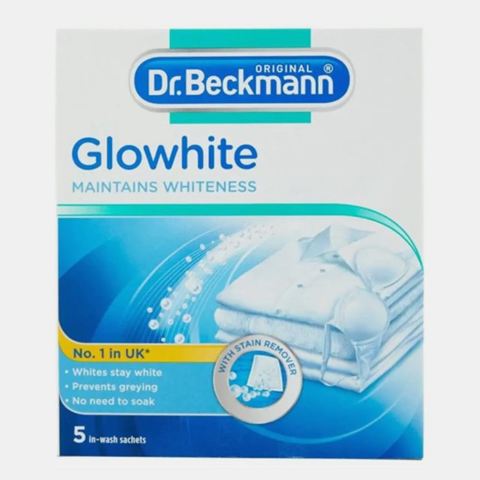 ORIGINAL
Dr.Beckmann®
Glowhite
MAINTAINS WHITENESS
No. 1 in UK*
• Whites stay white
• Prevents greying
• No need to soak
WITH STAIN REMOVER
5 in-wash sachets